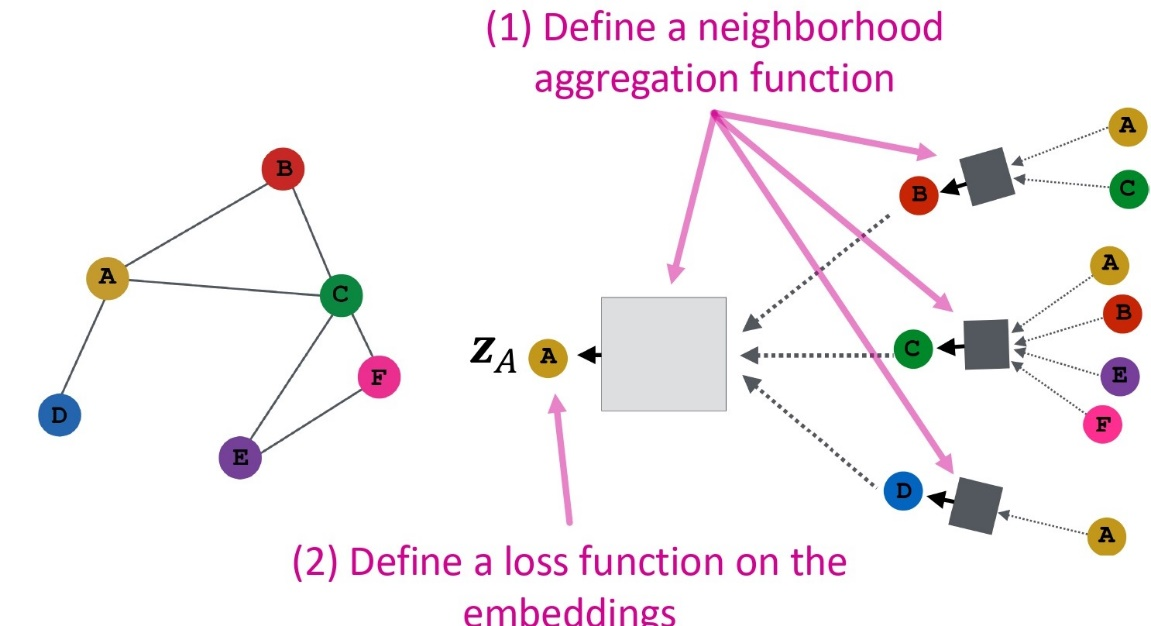 (1) Define a neighborhood
aggregation function
A
B
C
B
A
C
D
F
E
A
C
B
A
B
E
F
z_A A
D
A
(2) Define a loss function on the
embeddings